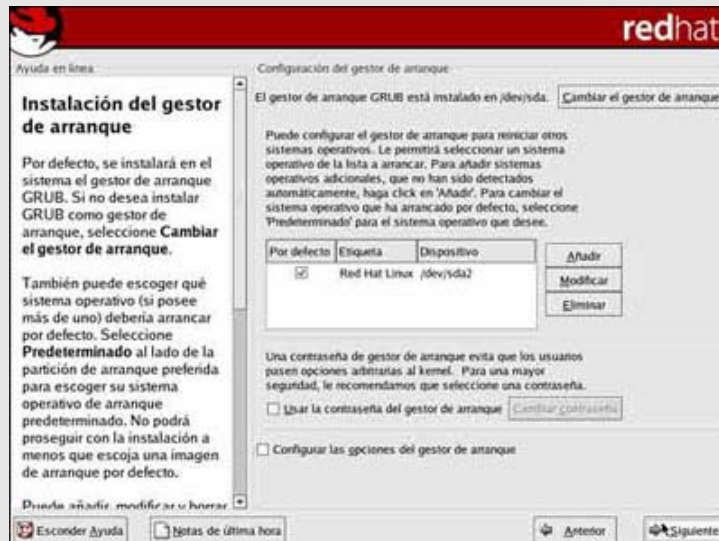 redhat
Ayuda en línea
Instalación del gestor
de arranque
Por defecto, se instalará en el
sistema el gestor de arranque
GRUB. Si no desea instalar
GRUB como gestor de
arranque, seleccione Cambiar
el gestor de arranque.
También puede escoger qué
sistema operativo (si posee
más de uno) debería arrancar
por defecto. Seleccione
Predeterminado al lado de la
partición de arranque preferida
para escoger su sistema
operativo de arranque
predeterminado. No podrá
proseguir con la instalación a
menos que escoja una imagen
de arranque por defecto.
Puede añadir, modificar y borrar
Configuración del gestor de arranque
El gestor de arranque GRUB está instalado en /dev/sda. Cambiar el gestor de arranque
Puede configurar el gestor de arranque para reiniciar otros
sistemas operativos. Le permitirá seleccionar un sistema
operativo de la lista a arrancar. Para añadir sistemas
operativos adicionales, que no han sido detectados
automáticamente, haga click en 'Añadir'. Para cambiar el
sistema operativo que ha arrancado por defecto, seleccione
'Predeterminado' para el sistema operativo que desee.
Por defecto Etiqueta Dispositivo
Red Hat Linux /dev/sda2
Añadir
Modificar
Eliminar
Una contraseña de gestor de arranque evita que los usuarios
pasen opciones arbitrarias al kernel. Para una mayor
seguridad, le recomendamos que seleccione una contraseña.
Usar la contraseña del gestor de arranque Cambiar contraseña
Configurar las opciones del gestor de arranque
Esconder Ayuda Notas de última hora Anterior Siguiente